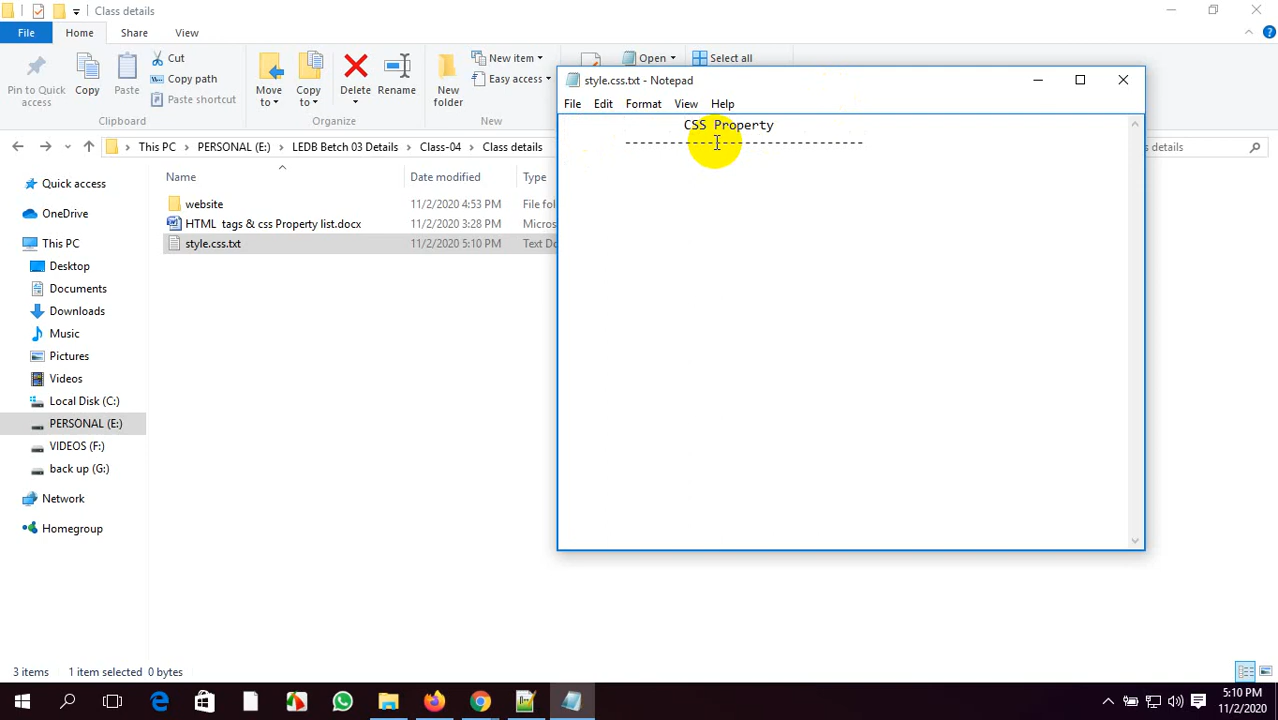 Class details
File
Home
Share
View
Pin to Quick access
Copy
Paste
Cut
Copy path
Paste shortcut
Clipboard
Move to
Copy to
Delete
Rename
Organize
New folder
New item
Easy access
New
Open
Select all
This PC
PERSONAL (E:)
LEDB Betch 03 Details
Class-04
Class details
details
Name
Date modified
Type
website
11/2/2020 4:53 PM
File fol
HTML tags & css Property list.docx
11/2/2020 3:28 PM
Micros
style.css.txt
11/2/2020 5:10 PM
Text Do
Quick access
OneDrive
This PC
Desktop
Documents
Downloads
Music
Pictures
Videos
Local Disk (C:)
PERSONAL (E:)
VIDEOS (F:)
back up (G:)
Network
Homegroup
style.css.txt - Notepad
File
Edit
Format
View
Help
CSS Property
--------------------------------
3 items
1 item selected 0 bytes
5:10 PM
11/2/2020